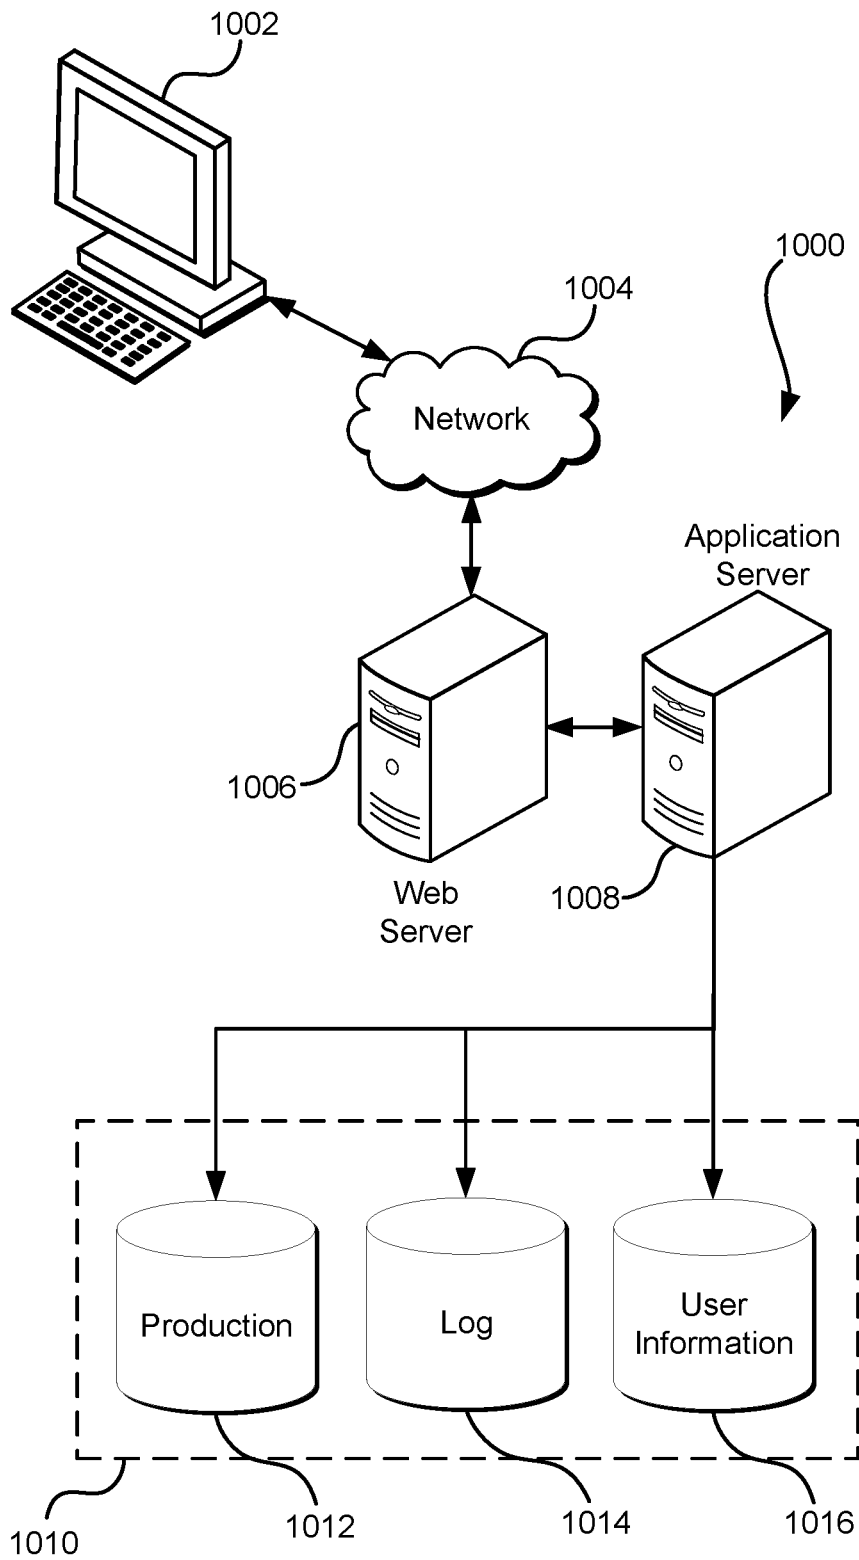 1002
1000
1004
Network
Application
Server
1006
1008
Web
Server
Production
Log
User
Information
1010
1012
1014
1016